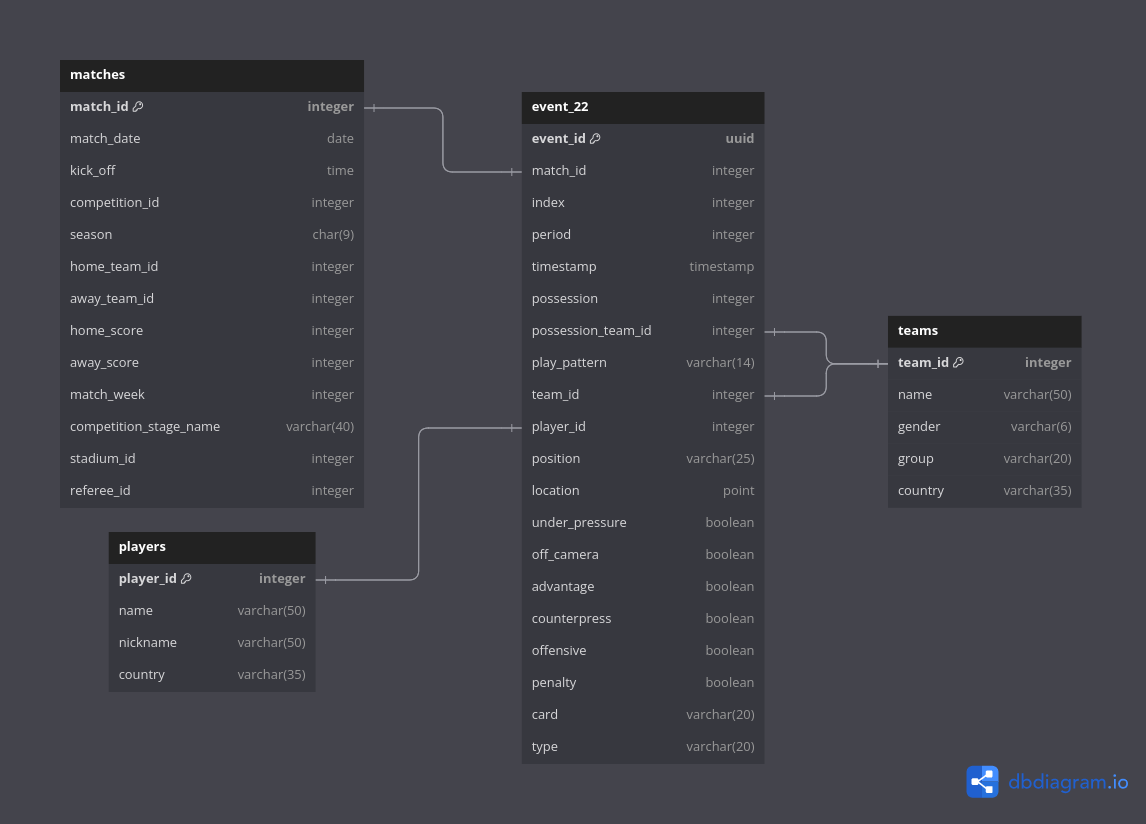 matches
match_id integer
match_date date
kick_off time
competition_id integer
season char(9)
home_team_id integer
away_team_id integer
home_score integer
away_score integer
match_week integer
competition_stage_name varchar(40)
stadium_id integer
referee_id integer
players
player_id integer
name varchar(50)
nickname varchar(50)
country varchar(35)
event_22
event_id uuid
match_id integer
index integer
period integer
timestamp timestamp
possession integer
possession_team_id integer
play_pattern varchar(14)
team_id integer
player_id integer
position varchar(25)
location point
under_pressure boolean
off_camera boolean
advantage boolean
counterpress boolean
offensive boolean
penalty boolean
card varchar(20)
type varchar(20)
teams
team_id integer
name varchar(50)
gender varchar(6)
group varchar(20)
country varchar(35)
dbdiagram.io